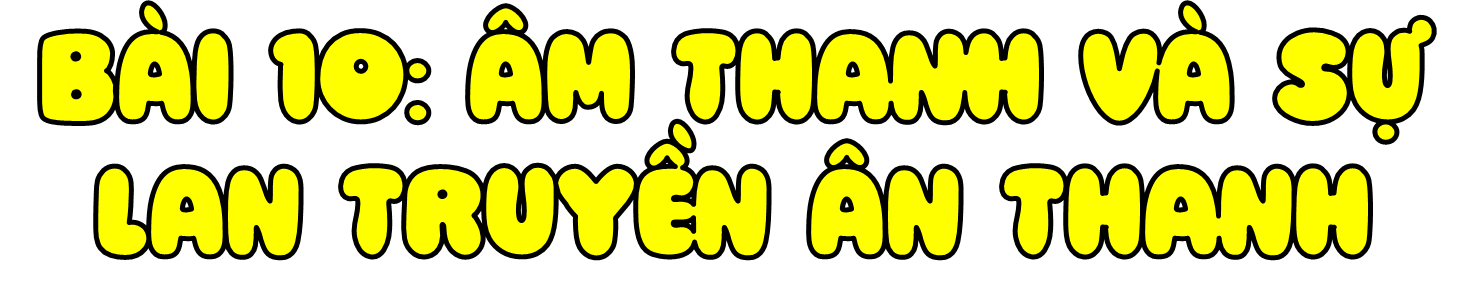 BÀI 10: ÂM THANH VÀ SỰ
LAN TRUYỀN ÂN THANH